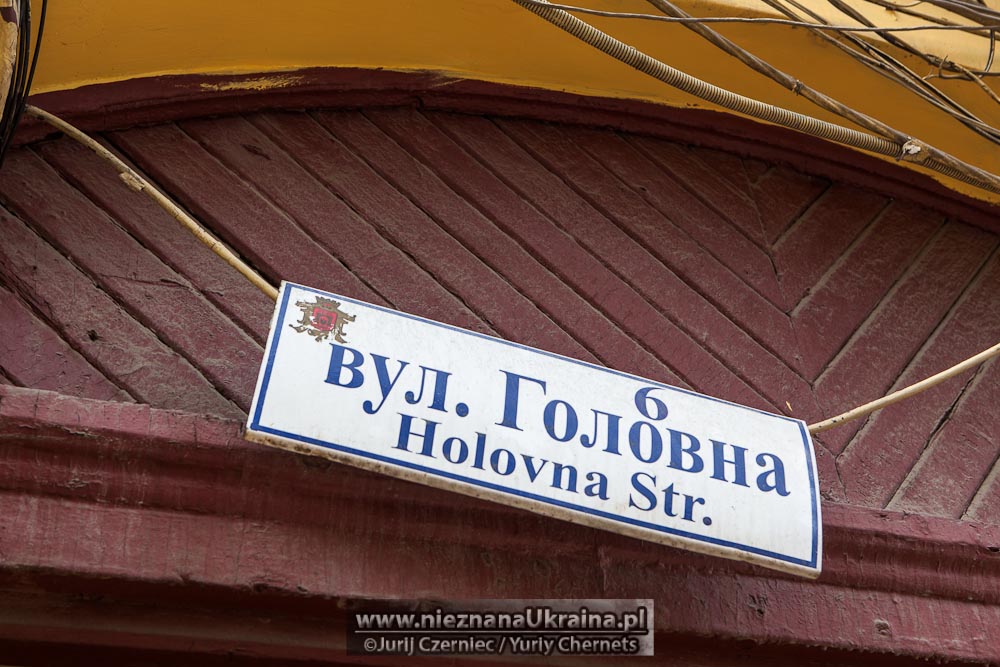 6
вул. Головна
Holovna Str.
www.nieznanaUkraina.pl
©Jurij Czerniec / Yuriy Chernets